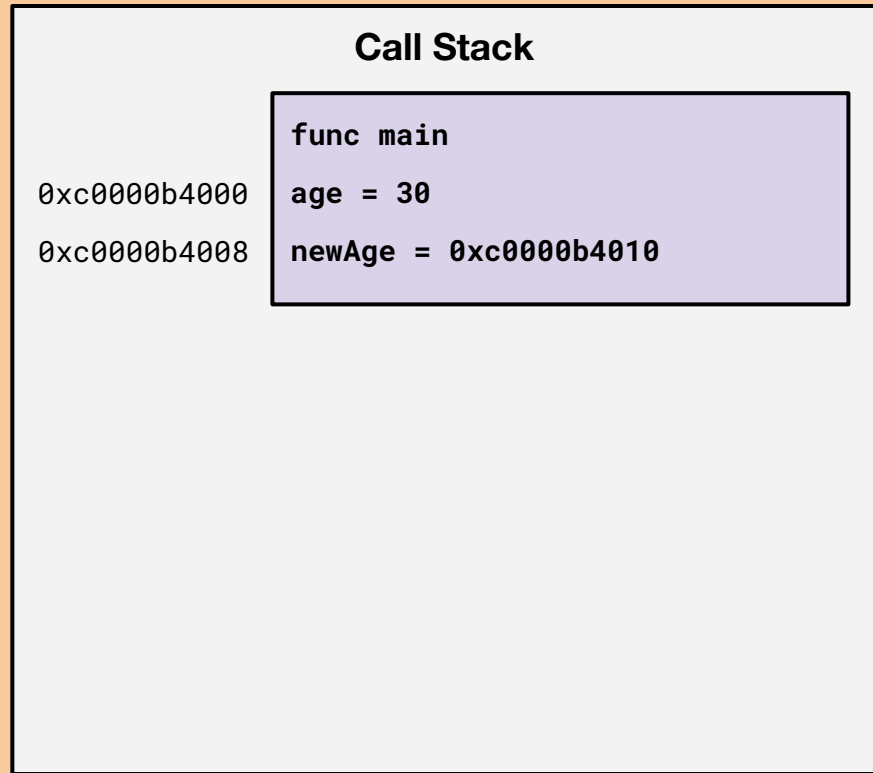 Call Stack
func main
0xc0000b4000 age = 30
0xc0000b4008 newAge = 0xc0000b4010